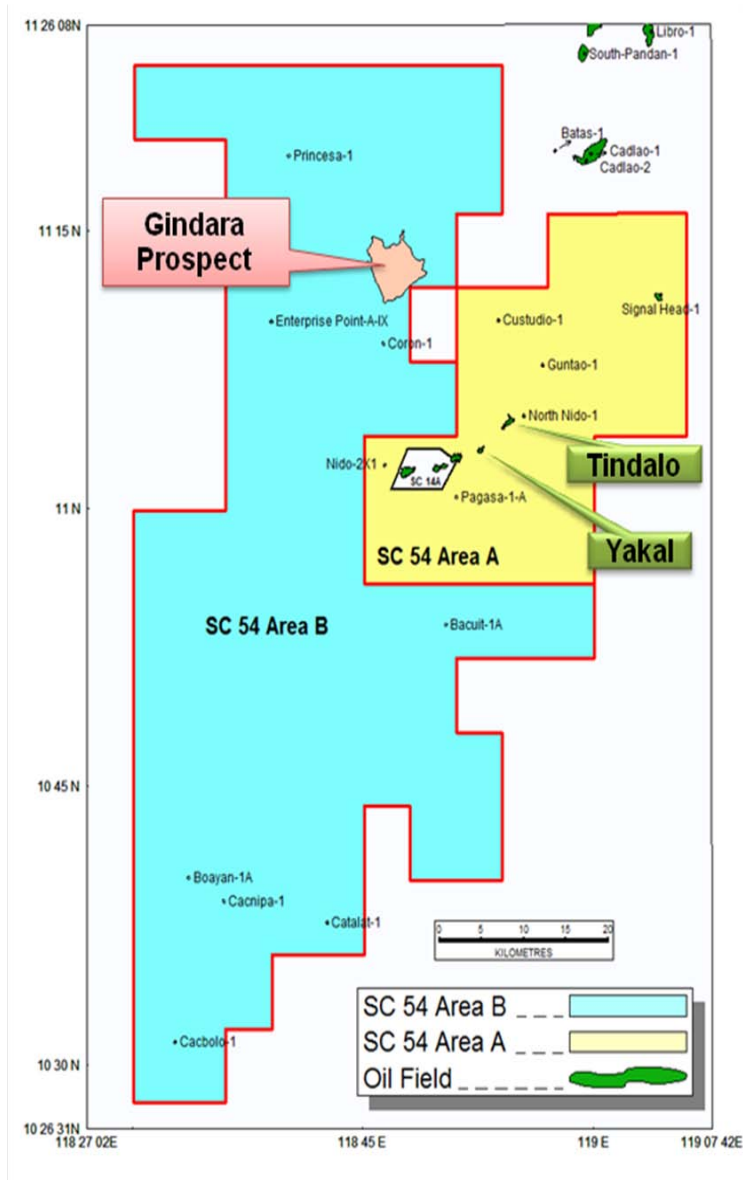 11 26 08 N
Libro-1
South-Pandan-1
Batas-1
Cadlao-1
Cadlao-2
Princesa-1
11 15 N
Gindara
Prospect
Signal Head-1
Enterprise Point-A-IX
Custudio-1
Coron-1
Guntao-1
North Nido-1
Tindalo
Nido-2X1
SC 14A
Pagasa-1-A
11 N
Yakal
SC 54 Area A
SC 54 Area B
Bacuit-1A
10 45 N
Boayan-1A
Cacnipa-1
Catalat-1
0 5 10 15 20
KILOMETRES
SC 54 Area B
SC 54 Area A
Oil Field
Cacbolo-1
10 30 N
10 26 31 N
118 27 02 E
118 45 E
119 E
119 07 42 E